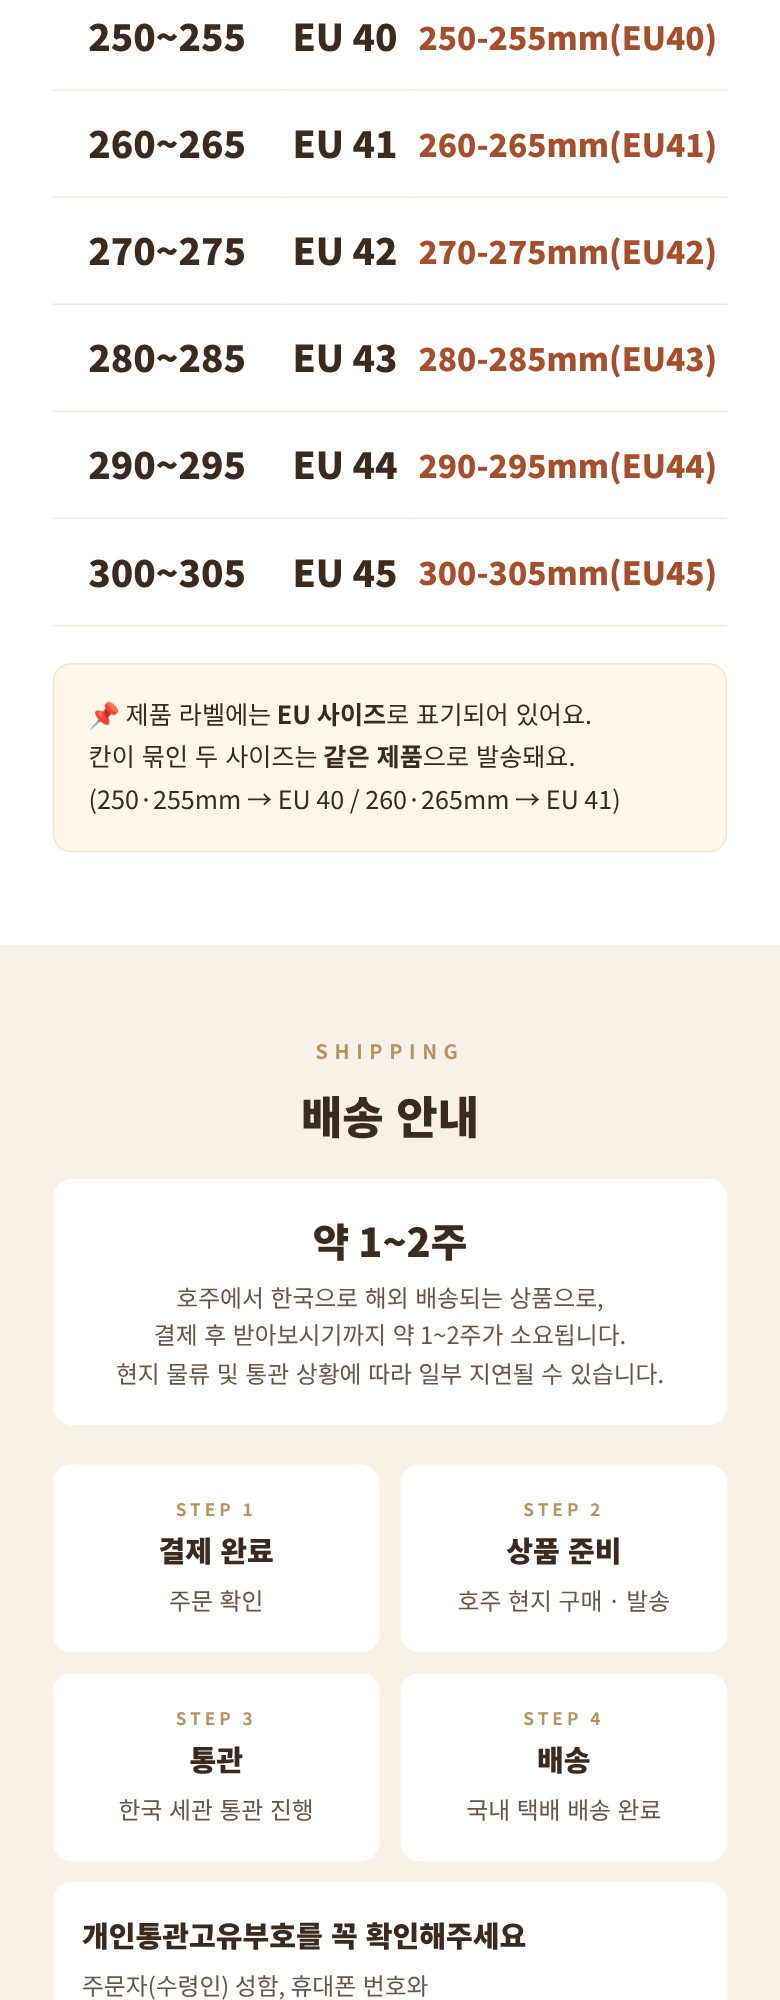 250~255 EU 40 250-255mm(EU40)
260~265 EU 41 260-265mm(EU41)
270~275 EU 42 270-275mm(EU42)
280~285 EU 43 280-285mm(EU43)
290~295 EU 44 290-295mm(EU44)
300~305 EU 45 300-305mm(EU45)
📌 제품 라벨에는 EU 사이즈로 표기되어 있어요.
칸이 묶인 두 사이즈는 같은 제품으로 발송돼요.
(250·255mm → EU 40 / 260·265mm → EU 41)
SHIPPING
배송 안내
약 1~2주
호주에서 한국으로 해외 배송되는 상품으로,
결제 후 받아보시기까지 약 1~2주가 소요됩니다.
현지 물류 및 통관 상황에 따라 일부 지연될 수 있습니다.
STEP 1
결제 완료
주문 확인
STEP 2
상품 준비
호주 현지 구매 · 발송
STEP 3
통관
한국 세관 통관 진행
STEP 4
배송
국내 택배 배송 완료
개인통관고유부호를 꼭 확인해주세요
주문자(수령인) 성함, 휴대폰 번호와